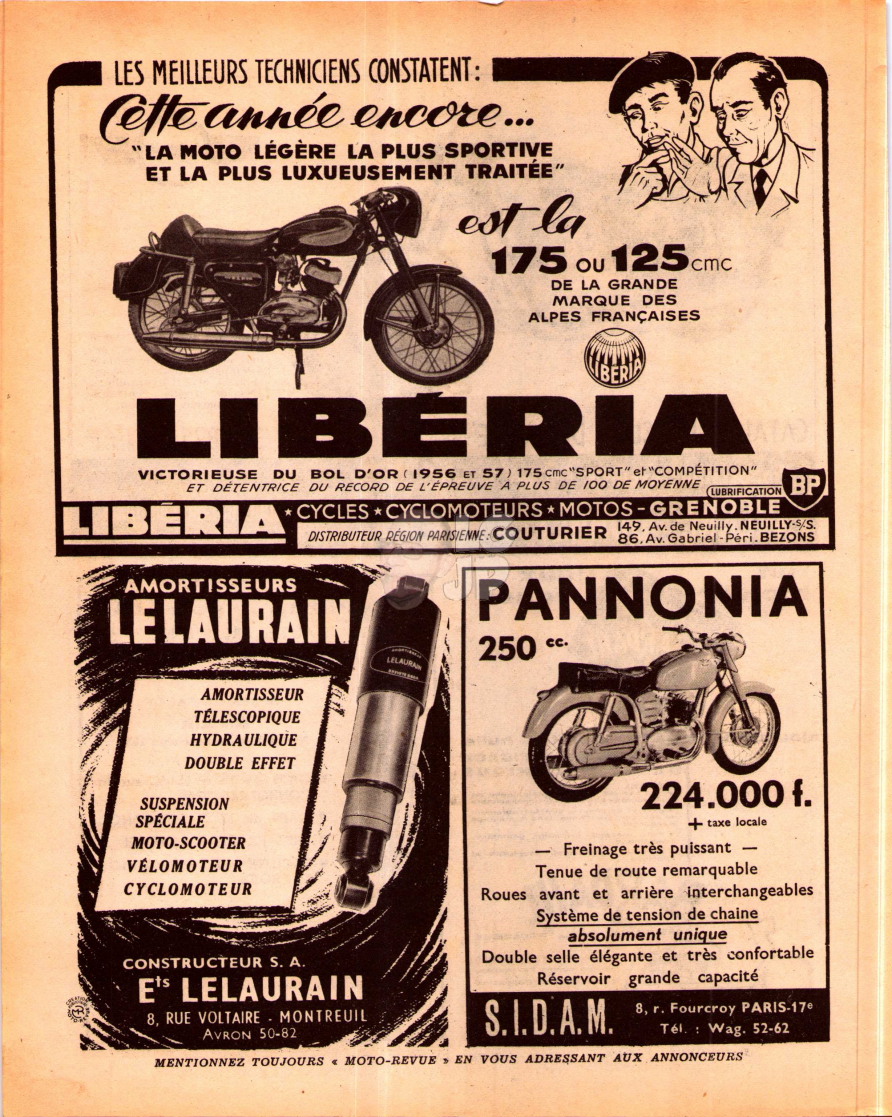 LES MEILLEURS TECHNICIENS CONSTATENT :
Cette année encore...
"LA MOTO LÉGÈRE LA PLUS SPORTIVE
ET LA PLUS LUXUEUSEMENT TRAITÉE"
est la
175 OU 125 cmc
DE LA GRANDE
MARQUE DES
ALPES FRANÇAISES
LIBERIA
LIBÉRIA
VICTORIEUSE DU BOL D'OR (1956 ET 57) 175 cmc "SPORT" et "COMPÉTITION"
ET DÉTENTRICE DU RECORD DE L'ÉPREUVE A PLUS DE 100 DE MOYENNE
LUBRIFICATION BP
LIBÉRIA ★ CYCLES ★ CYCLOMOTEURS ★ MOTOS - GRENOBLE
DISTRIBUTEUR RÉGION PARISIENNE : COUTURIER
149, Av. de Neuilly. NEUILLY-S/S.
86, Av. Gabriel-Péri. BEZONS
AMORTISSEURS
LELAURAIN
LELAURAIN
AMORTISSEUR
TÉLESCOPIQUE
HYDRAULIQUE
DOUBLE EFFET
SUSPENSION
SPÉCIALE
MOTO-SCOOTER
VÉLOMOTEUR
CYCLOMOTEUR
CONSTRUCTEUR S. A.
Ets LELAURAIN
8, RUE VOLTAIRE - MONTREUIL
AVRON 50-82
PANNONIA
250 cc.
224.000 f.
+ taxe locale
— Freinage très puissant —
Tenue de route remarquable
Roues avant et arrière interchangeables
Système de tension de chaine
absolument unique
Double selle élégante et très confortable
Réservoir grande capacité
S.I.D.A.M.
8, r. Fourcroy PARIS-17e
Tél. : Wag. 52-62
MENTIONNEZ TOUJOURS « MOTO-REVUE » EN VOUS ADRESSANT AUX ANNONCEURS